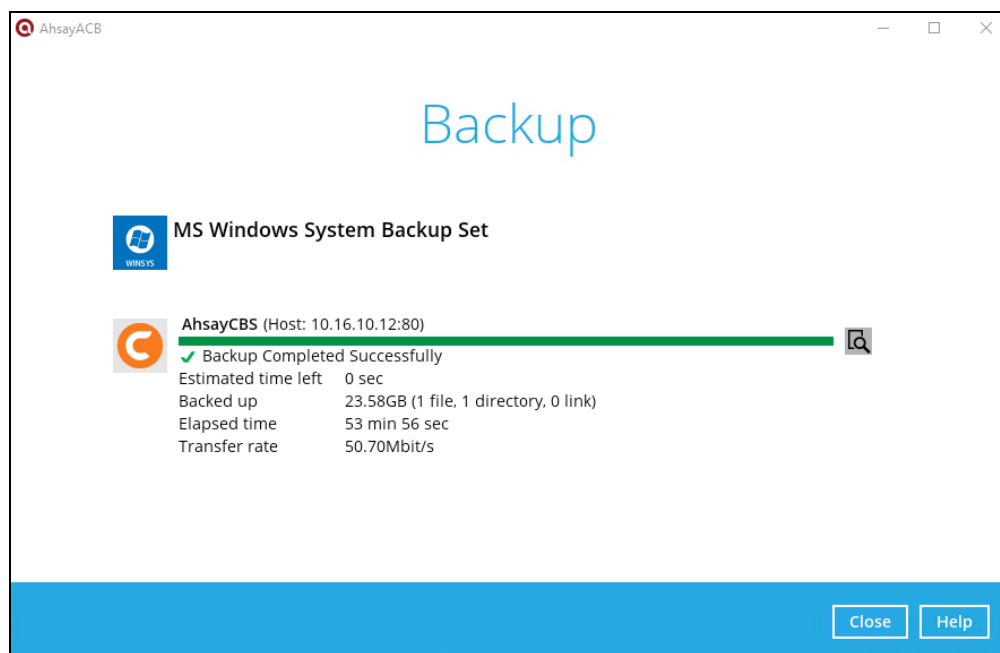 AhsayACB
Backup
MS Windows System Backup Set
WINSYS
AhsayCBS (Host: 10.16.10.12:80)
Backup Completed Successfully
Estimated time left 0 sec
Backed up 23.58GB (1 file, 1 directory, 0 link)
Elapsed time 53 min 56 sec
Transfer rate 50.70Mbit/s
Close Help